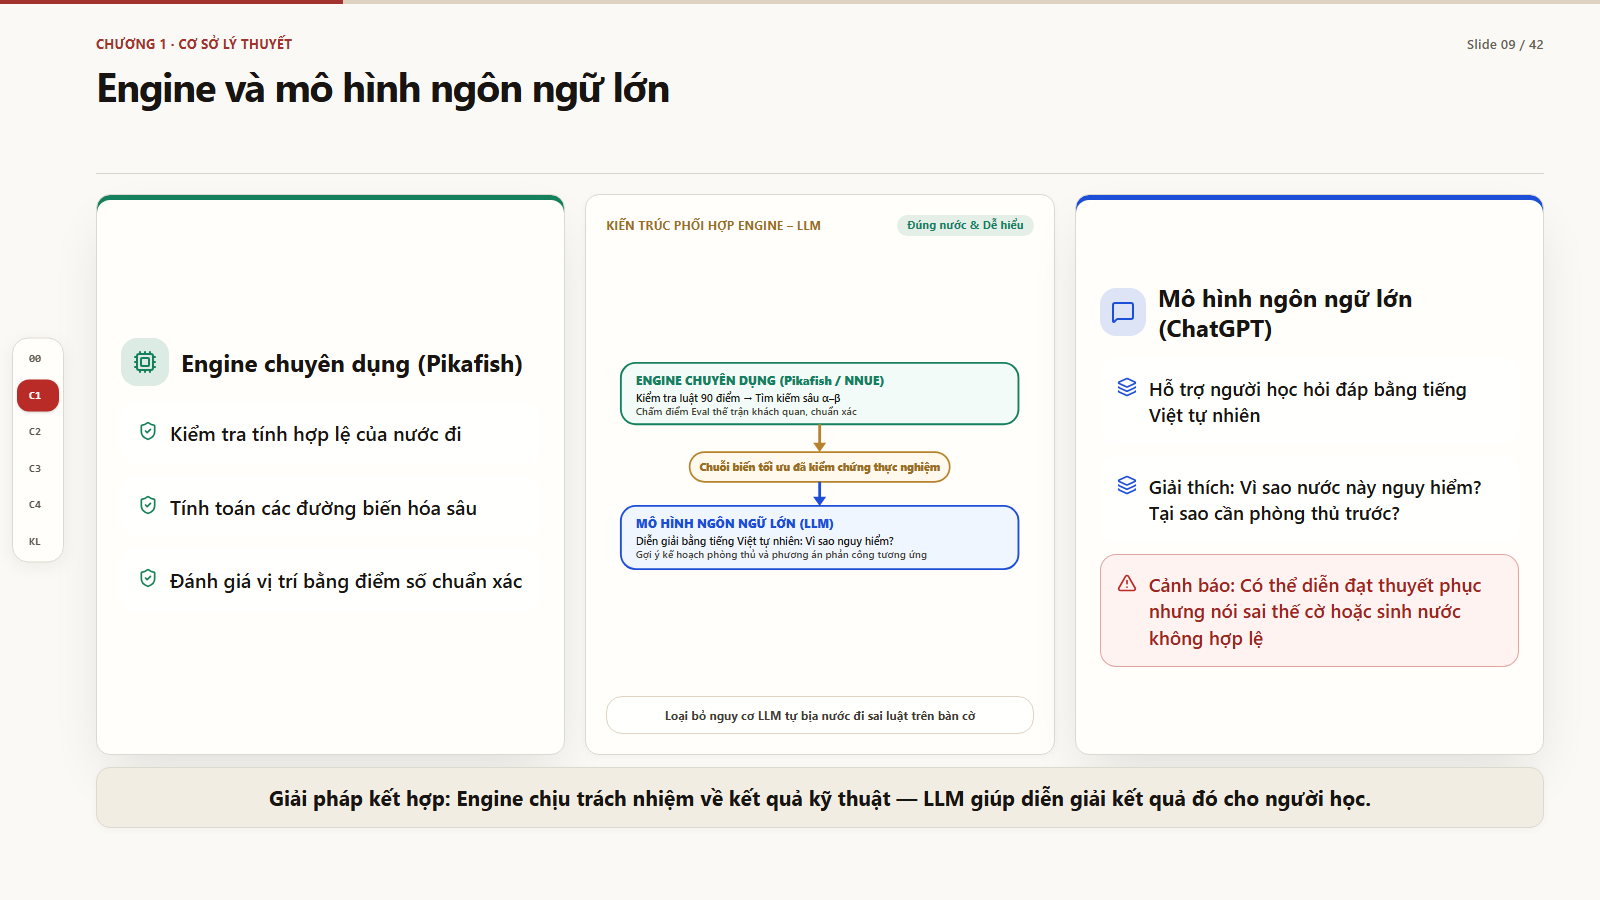 CHƯƠNG 1 · CƠ SỞ LÝ THUYẾT
Slide 09 / 42
Engine và mô hình ngôn ngữ lớn
00
C1
C2
C3
C4
KL
Engine chuyên dụng (Pikafish)
Kiểm tra tính hợp lệ của nước đi
Tính toán các đường biến hóa sâu
Đánh giá vị trí bằng điểm số chuẩn xác
KIẾN TRÚC PHỐI HỢP ENGINE – LLM
Đúng nước & Dễ hiểu
ENGINE CHUYÊN DỤNG (Pikafish / NNUE)
Kiểm tra luật 90 điểm → Tìm kiếm sâu α–β
Chấm điểm Eval thế trận khách quan, chuẩn xác
Chuỗi biến tối ưu đã kiểm chứng thực nghiệm
MÔ HÌNH NGÔN NGỮ LỚN (LLM)
Diễn giải bằng tiếng Việt tự nhiên: Vì sao nguy hiểm?
Gợi ý kế hoạch phòng thủ và phương án phản công tương ứng
Loại bỏ nguy cơ LLM tự bịa nước đi sai luật trên bàn cờ
Mô hình ngôn ngữ lớn
(ChatGPT)
Hỗ trợ người học hỏi đáp bằng tiếng
Việt tự nhiên
Giải thích: Vì sao nước này nguy hiểm?
Tại sao cần phòng thủ trước?
Cảnh báo: Có thể diễn đạt thuyết phục
nhưng nói sai thế cờ hoặc sinh nước
không hợp lệ
Giải pháp kết hợp: Engine chịu trách nhiệm về kết quả kỹ thuật — LLM giúp diễn giải kết quả đó cho người học.